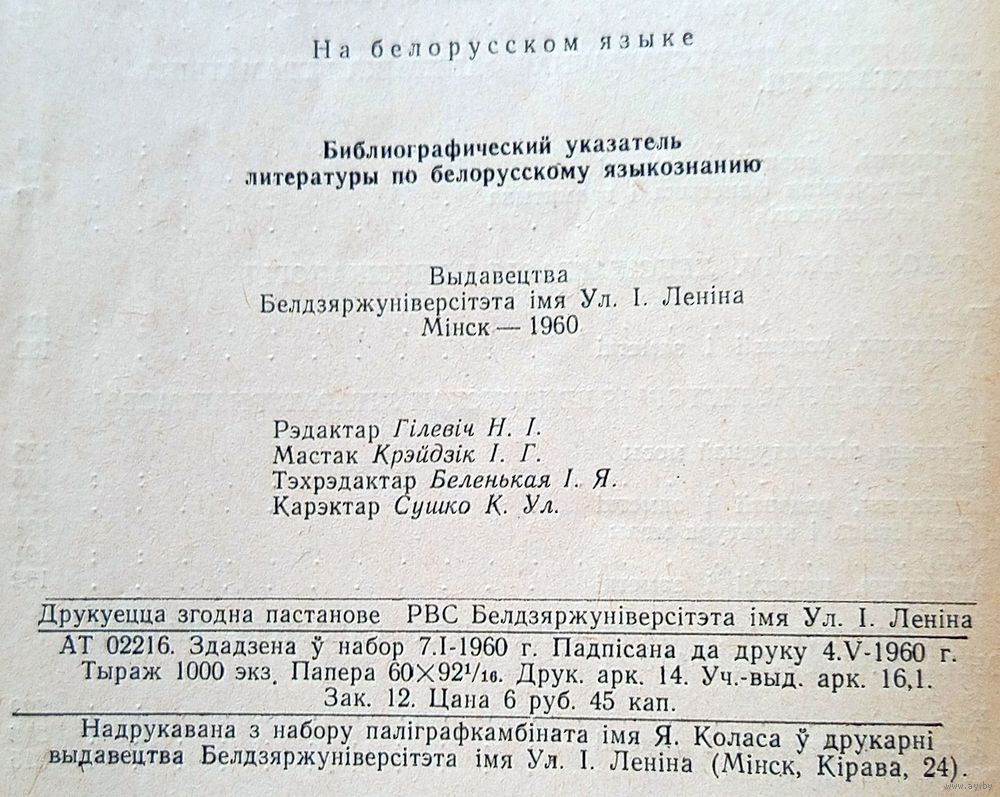 На белорусском языке
Библиографический указатель
литературы по белорусскому языкознанию
Выдавецтва
Белдзяржуніверсітэта імя Ул. І. Леніна
Мінск — 1960
Рэдактар Гілевіч Н. І.
Мастак Крэйдзік І. Г.
Тэхрэдактар Беленькая І. Я.
Карэктар Сушко К. Ул.
Друкуецца згодна пастанове РВС Белдзяржуніверсітэта імя Ул. І. Леніна
АТ 02216. Здадзена ў набор 7.I-1960 г. Падпісана да друку 4.V-1960 г.
Тыраж 1000 экз. Папера 60×92¹/₁₆. Друк. арк. 14. Уч.-выд. арк. 16,1.
Зак. 12. Цана 6 руб. 45 кап.
Надрукавана з набору паліграфкамбіната імя Я. Коласа ў друкарні
выдавецтва Белдзяржуніверсітэта імя Ул. І. Леніна (Мінск, Кірава, 24).
www.ay.by